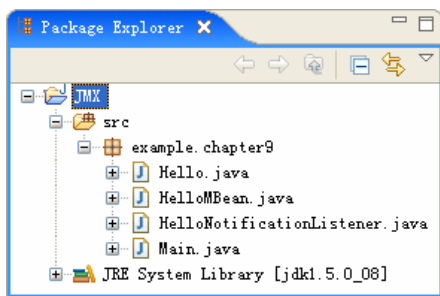 Package Explorer
JMX
src
example.chapter9
Hello.java
HelloMBean.java
HelloNotificationListener.java
Main.java
JRE System Library [jdk1.5.0_08]